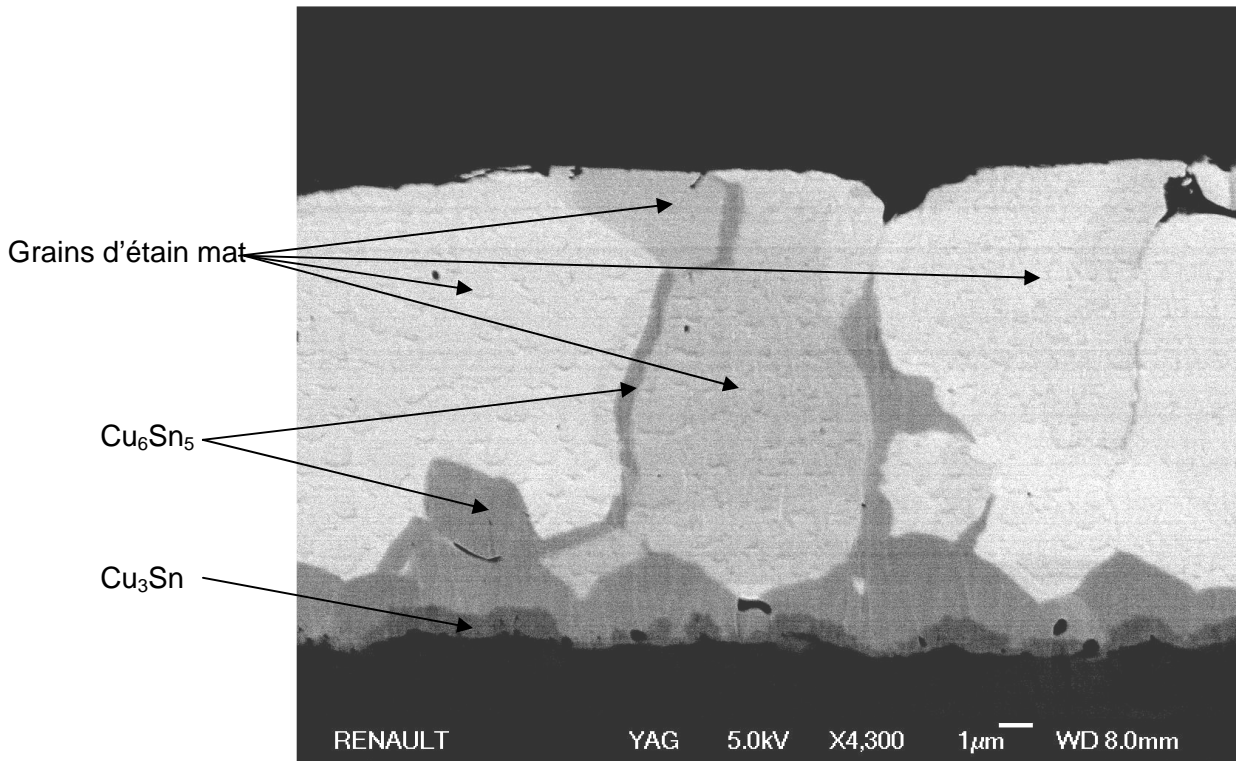 Grains d'étain mat
Cu₆Sn₅
Cu₃Sn
RENAULT YAG 5.0kV X4,300 1μm WD 8.0mm